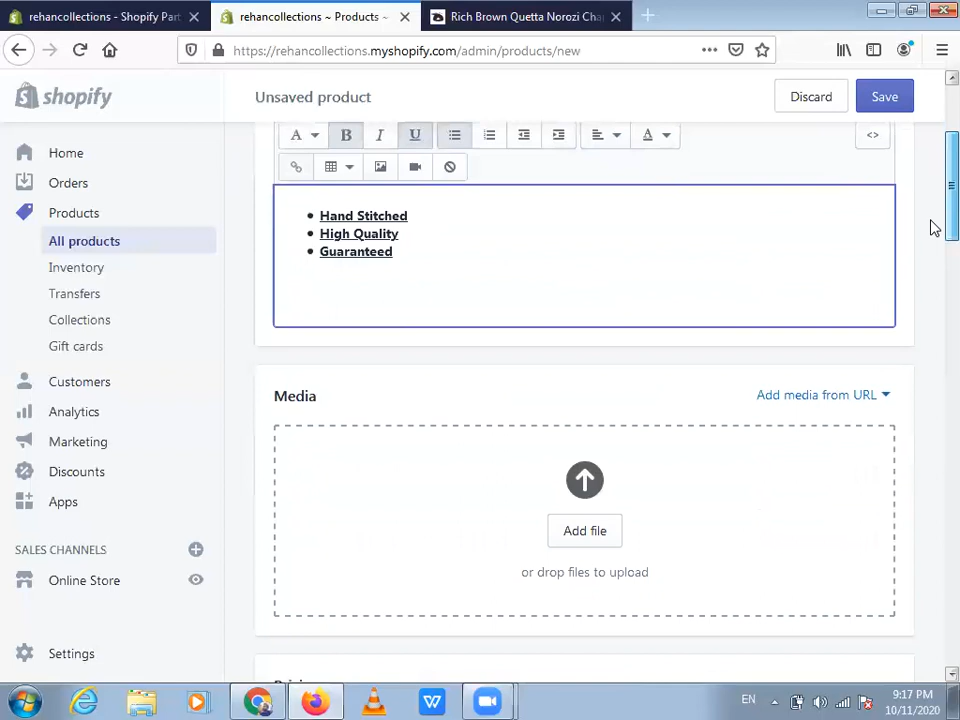 rehancollections - Shopify Part
rehancollections ~ Products ~
Rich Brown Quetta Norozi Cha
https://rehancollections.myshopify.com/admin/products/new
shopify
Unsaved product
Discard
Save
Home
Orders
Products
All products
Inventory
Transfers
Collections
Gift cards
Customers
Analytics
Marketing
Discounts
Apps
SALES CHANNELS
Online Store
Settings
A
B
I
U
A
<>
• Hand Stitched
• High Quality
• Guaranteed
Media
Add media from URL
Add file
or drop files to upload
EN
9:17 PM
10/11/2020